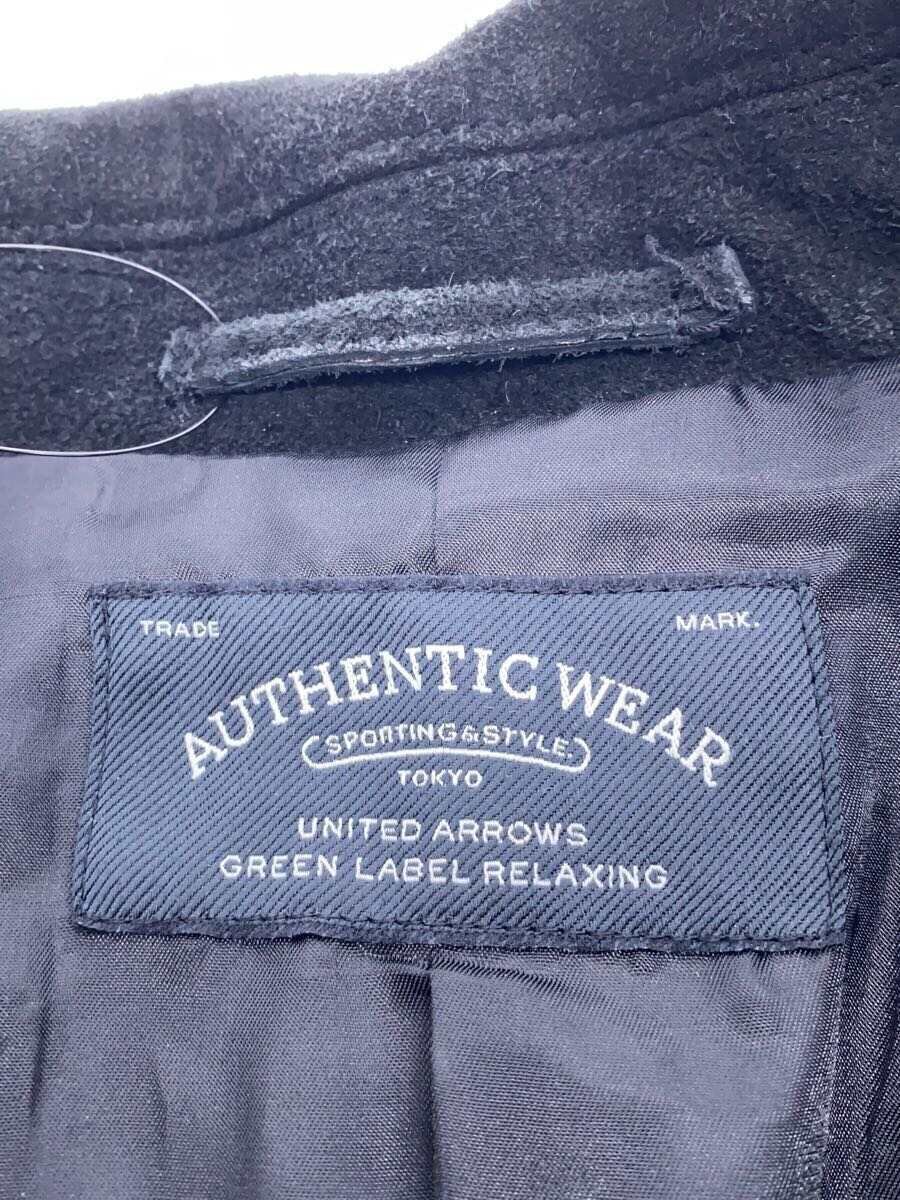 TRADE MARK.
AUTHENTIC WEAR
SPORTING & STYLE.
TOKYO
UNITED ARROWS
GREEN LABEL RELAXING